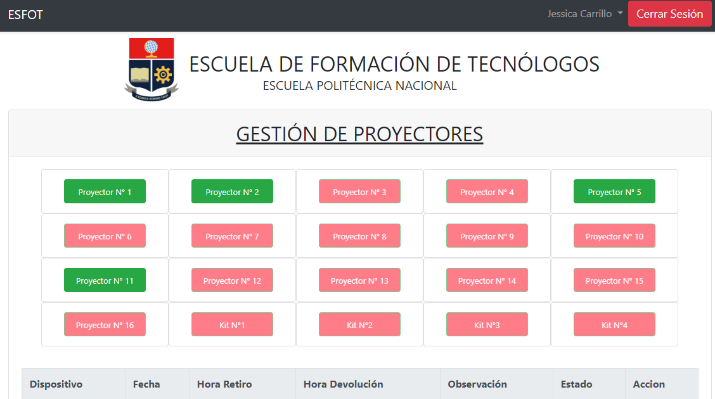 ESFOT Jessica Carrillo Cerrar Sesión
ESCUELA DE FORMACIÓN DE TECNÓLOGOS
ESCUELA POLITÉCNICA NACIONAL
GESTIÓN DE PROYECTORES
Proyector N° 1 Proyector N° 2 Proyector N° 3 Proyector N° 4 Proyector N° 5
Proyector N° 6 Proyector N° 7 Proyector N° 8 Proyector N° 9 Proyector N° 10
Proyector N° 11 Proyector N° 12 Proyector N° 13 Proyector N° 14 Proyector N° 15
Proyector N° 16 Kit N°1 Kit N°2 Kit N°3 Kit N°4
Dispositivo Fecha Hora Retiro Hora Devolución Observación Estado Accion